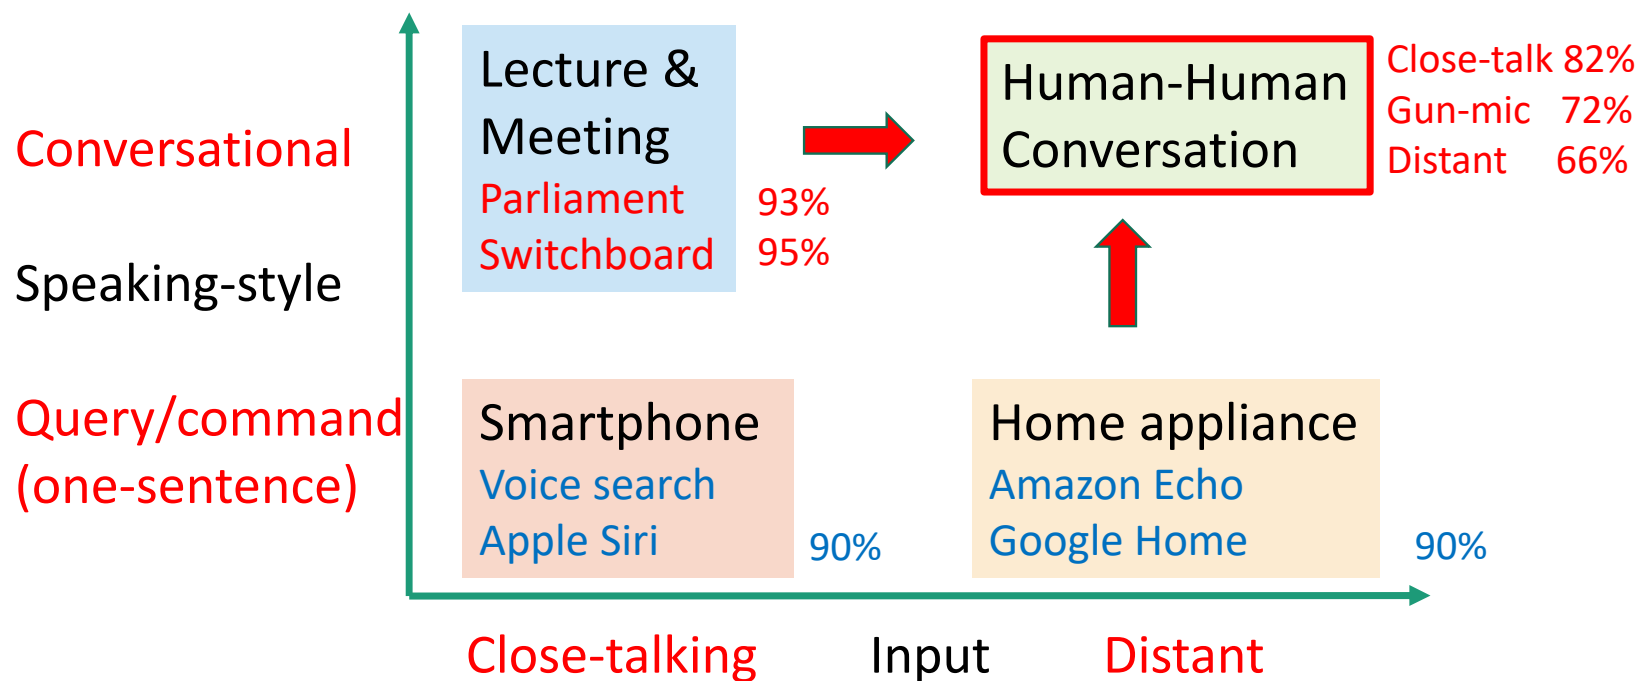 Lecture &
Meeting
Parliament 93%
Switchboard 95%
Human-Human
Conversation
Close-talk 82%
Gun-mic 72%
Distant 66%
Conversational
Speaking-style
Query/command
(one-sentence)
Smartphone
Voice search
Apple Siri 90%
Home appliance
Amazon Echo
Google Home 90%
Close-talking Input Distant